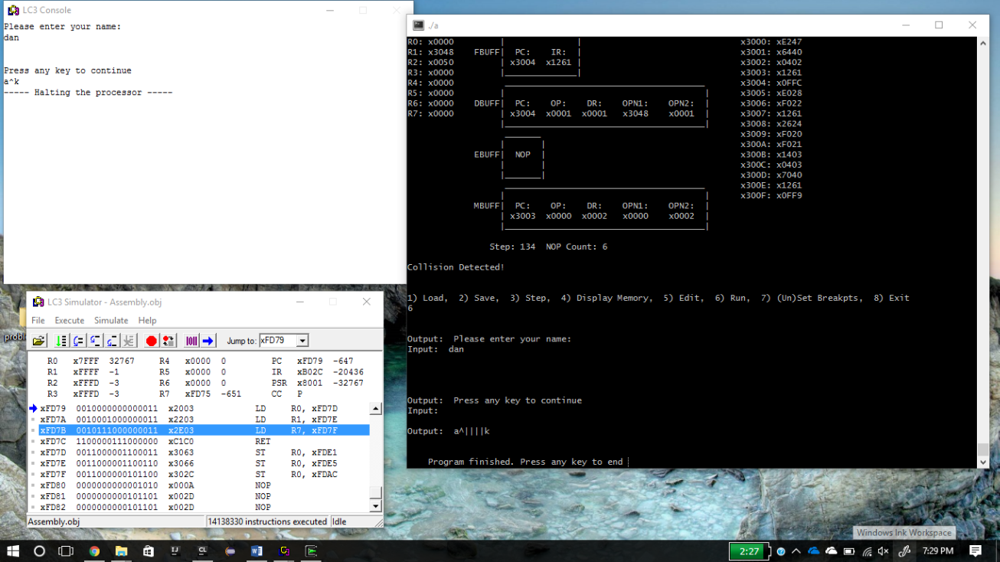 LC3 Console
Please enter your name:
dan
Press any key to continue
a^k
----- Halting the processor -----
LC3 Simulator - Assembly.obj
File Execute Simulate Help
Jump to: xFD79
R0 x7FFF 32767 R4 x0000 0 PC xFD79 -647
R1 xFFFF -1 R5 x0000 0 IR xB02C -20436
R2 xFFFD -3 R6 x0000 0 PSR x8001 -32767
R3 xFFFD -3 R7 xFD75 -651 CC P
xFD79 0010000000000011 x2003 LD R0, xFD7D
xFD7A 0010001000000011 x2203 LD R1, xFD7E
xFD7B 0010111000000011 x2E03 LD R7, xFD7F
xFD7C 1100000111000000 xC1C0 RET
xFD7D 0011000001100011 x3063 ST R0, xFDE1
xFD7E 0011000001100110 x3066 ST R0, xFDE5
xFD7F 0011000000101100 x302C ST R0, xFDAC
xFD80 0000000000001010 x000A NOP
xFD81 0000000000101101 x002D NOP
xFD82 0000000000101101 x002D NOP
Assembly.obj 14138330 instructions executed Idle
./a
R0: x0000 x3000: xE247
R1: x3048 FBUFF| PC: IR: | x3001: x6440
R2: x0050 | x3004 x1261 | x3002: x0402
R3: x0000 x3003: x1261
R4: x0000 x3004: x0FFC
R5: x0000 x3005: xE028
R6: x0000 DBUFF| PC: OP: DR: OPN1: OPN2: | x3006: xF022
R7: x0000 | x3004 x0001 x0001 x3048 x0001 | x3007: x1261
x3008: x2624
x3009: xF020
x300A: xF021
EBUFF| NOP | x300B: x1403
x300C: x0403
x300D: x7040
x300E: x1261
x300F: x0FF9
MBUFF| PC: OP: DR: OPN1: OPN2: |
| x3003 x0000 x0002 x0000 x0002 |
Step: 134 NOP Count: 6
Collision Detected!
1) Load, 2) Save, 3) Step, 4) Display Memory, 5) Edit, 6) Run, 7) (Un)Set Breakpts, 8) Exit
6
Output: Please enter your name:
Input: dan
Output: Press any key to continue
Input:
Output: a^||||k
Program finished. Press any key to end
Windows Ink Workspace
IJ CL 2:27 7:29 PM